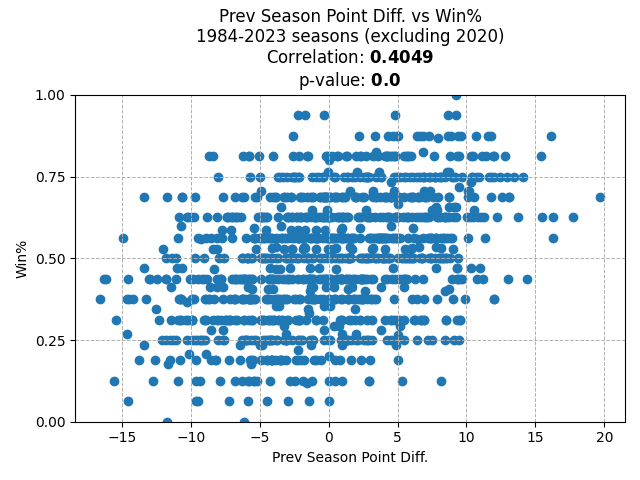 Prev Season Point Diff. vs Win%
1984-2023 seasons (excluding 2020)
Correlation: 0.4049
p-value: 0.0
1.00
0.75
0.50
0.25
0.00
Win%
−15
−10
−5
0
5
10
15
20
Prev Season Point Diff.